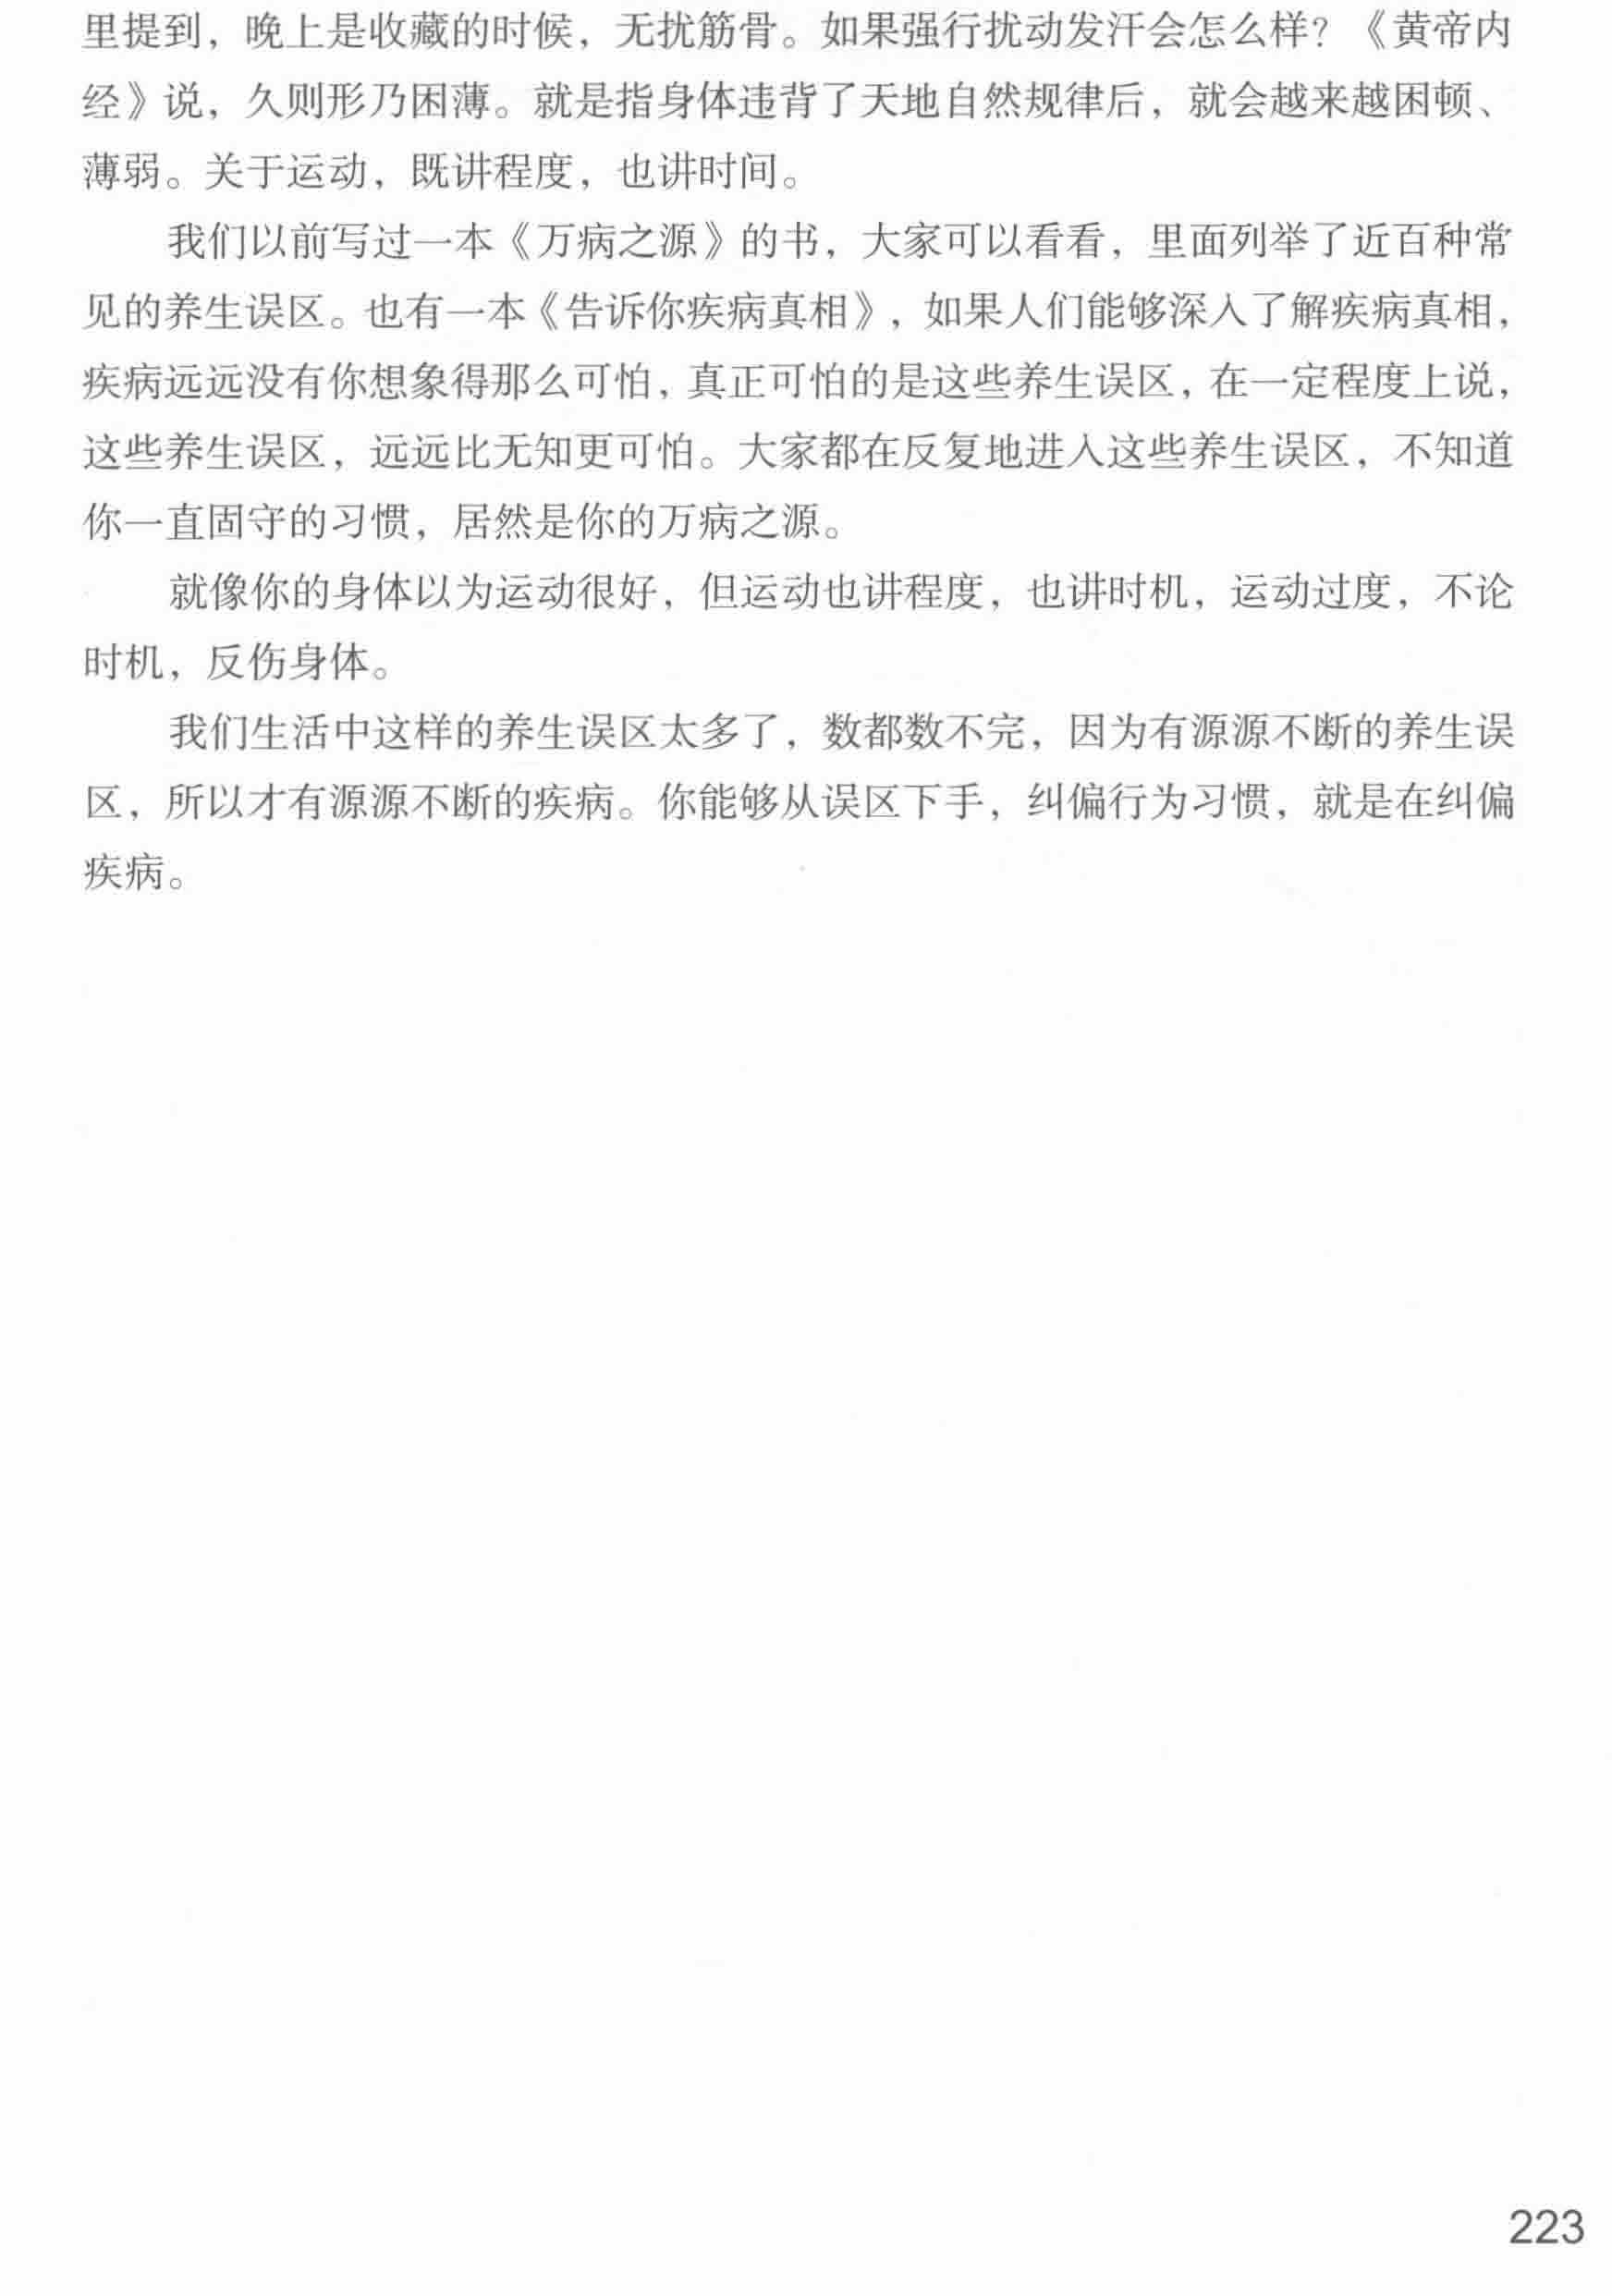 里提到，晚上是收藏的时候，无扰筋骨。如果强行扰动发汗会怎么样？《黄帝内
经》说，久则形乃困薄。就是指身体违背了天地自然规律后，就会越来越困顿、
薄弱。关于运动，既讲程度，也讲时间。
我们以前写过一本《万病之源》的书，大家可以看看，里面列举了近百种常
见的养生误区。也有一本《告诉你疾病真相》，如果人们能够深入了解疾病真相，
疾病远远没有你想象得那么可怕，真正可怕的是这些养生误区，在一定程度上说，
这些养生误区，远远比无知更可怕。大家都在反复地进入这些养生误区，不知道
你一直固守的习惯，居然是你的万病之源。
就像你的身体以为运动很好，但运动也讲程度，也讲时机，运动过度，不论
时机，反伤身体。
我们生活中这样的养生误区太多了，数都数不完，因为有源源不断的养生误
区，所以才有源源不断的疾病。你能够从误区下手，纠偏行为习惯，就是在纠偏
疾病。
223